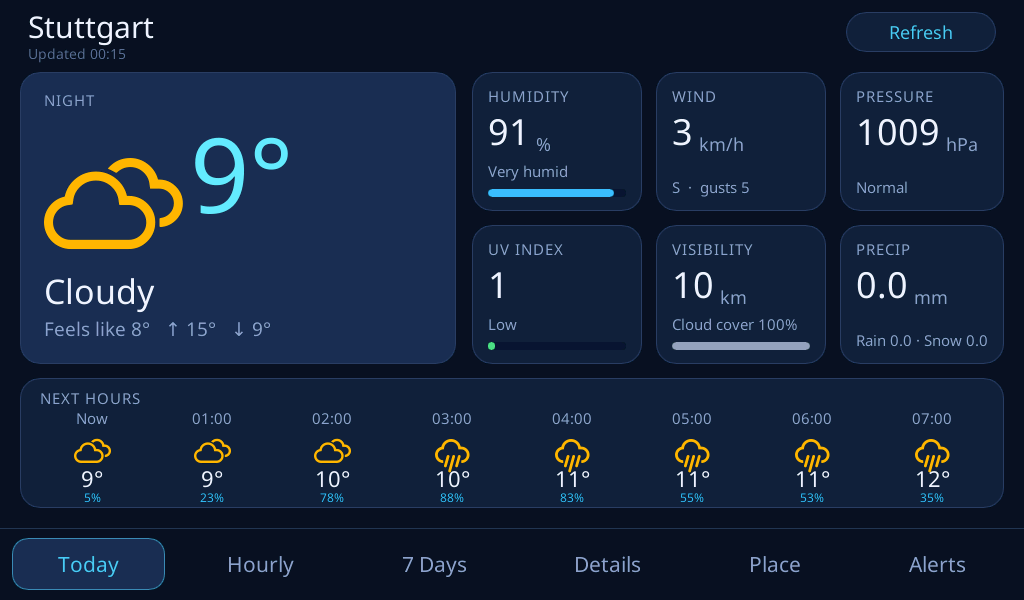 Stuttgart
Updated 00:15
Refresh
NIGHT
9°
Cloudy
Feels like 8° ↑ 15° ↓ 9°
HUMIDITY
91 %
Very humid
WIND
3 km/h
S · gusts 5
PRESSURE
1009 hPa
Normal
UV INDEX
1
Low
VISIBILITY
10 km
Cloud cover 100%
PRECIP
0.0 mm
Rain 0.0 · Snow 0.0
NEXT HOURS
Now 01:00 02:00 03:00 04:00 05:00 06:00 07:00
9° 9° 10° 10° 11° 11° 11° 12°
5% 23% 78% 88% 83% 55% 53% 35%
Today Hourly 7 Days Details Place Alerts